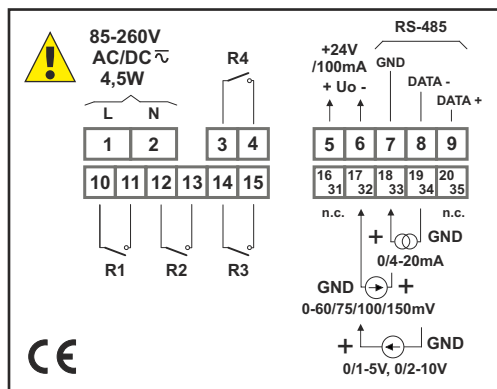 85-260V
AC/DC
4,5W
L N
R4
RS-485
+24V
/100mA
GND
+ Uo -
DATA -
DATA +
1 2 3 4 5 6 7 8 9
10 11 12 13 14 15 16 31 17 32 18 33 19 34 20 35
n.c. n.c.
R1 R2 R3
+ GND
0/4-20mA
GND +
0-60/75/100/150mV
+ GND
0/1-5V, 0/2-10V
CE